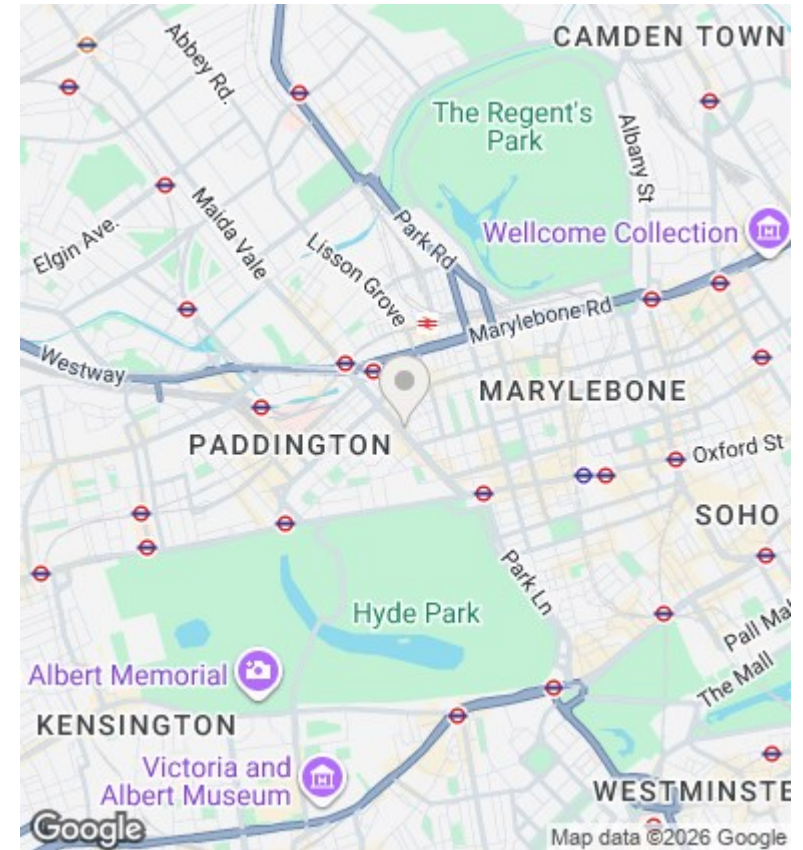 CAMDEN TOWN
Abbey Rd.
The Regent's
Park
Albany St
Maida Vale
Elgin Ave.
Wellcome Collection
Park Rd
Lisson Grove
Marylebone Rd
Westway
MARYLEBONE
PADDINGTON
Oxford St
SOHO
Park Ln
Hyde Park
Pall Mal
Albert Memorial
The Mall
KENSINGTON
Victoria and
Albert Museum
WESTMINSTE
Google
Map data ©2026 Google